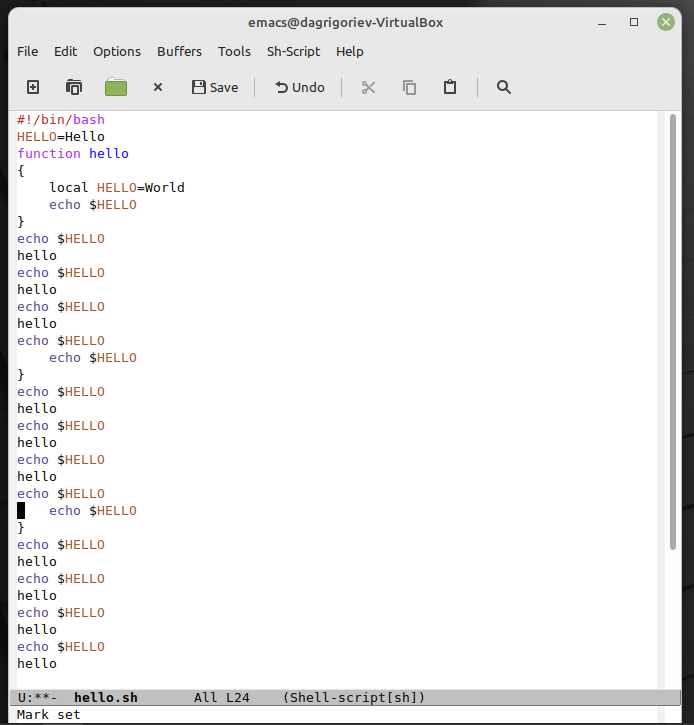 emacs@dagrigoriev-VirtualBox
File Edit Options Buffers Tools Sh-Script Help
Save Undo
#!/bin/bash
HELLO=Hello
function hello
{
    local HELLO=World
    echo $HELLO
}
echo $HELLO
hello
echo $HELLO
hello
echo $HELLO
hello
echo $HELLO
    echo $HELLO
}
echo $HELLO
hello
echo $HELLO
hello
echo $HELLO
hello
echo $HELLO
    echo $HELLO
}
echo $HELLO
hello
echo $HELLO
hello
echo $HELLO
hello
echo $HELLO
hello
U:**-  hello.sh       All L24    (Shell-script[sh])
Mark set